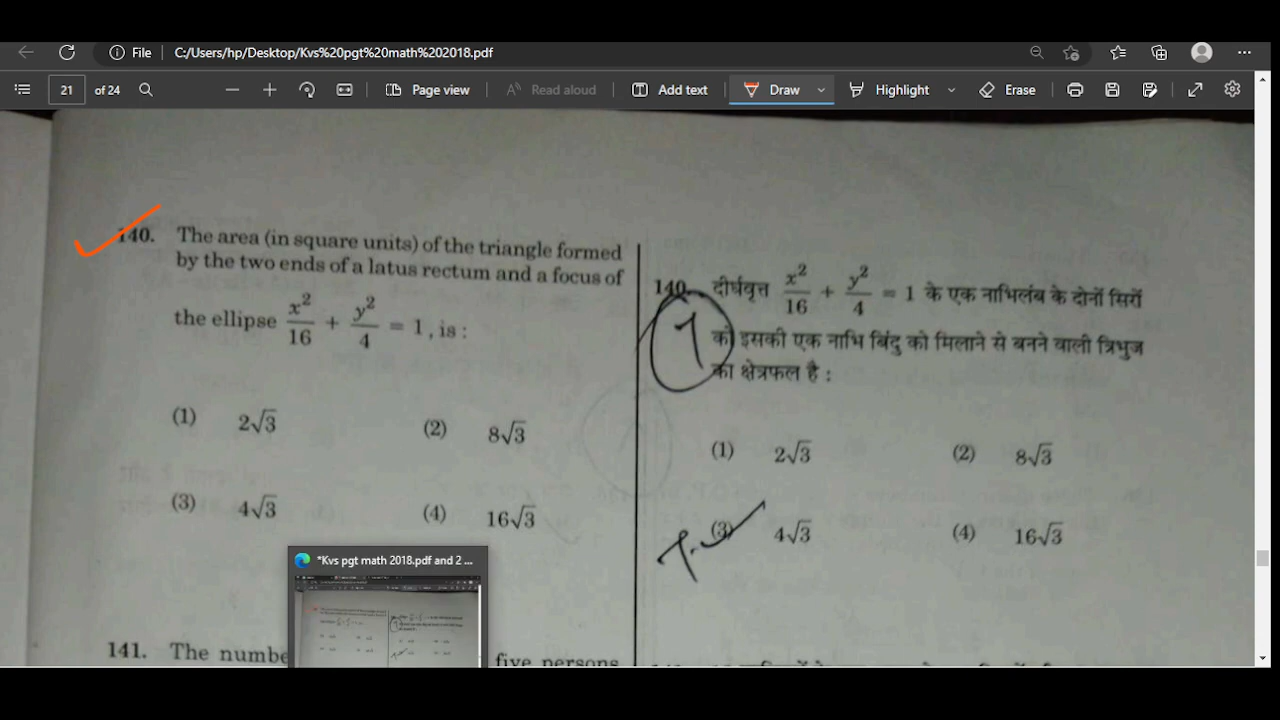 File C:/Users/hp/Desktop/Kvs%20pgt%20math%202018.pdf
21 of 24 Page view Read aloud Add text Draw Highlight Erase
140. The area (in square units) of the triangle formed
by the two ends of a latus rectum and a focus of
the ellipse x²/16 + y²/4 = 1, is :
(1) 2√3 (2) 8√3
(3) 4√3 (4) 16√3
141. The numbe
five persons
140. दीर्घवृत्त x²/16 + y²/4 = 1 के एक नाभिलंब के दोनों सिरों
को इसकी एक नाभि बिंदु को मिलाने से बनने वाली त्रिभुज
का क्षेत्रफल है :
(1) 2√3 (2) 8√3
(3) 4√3 (4) 16√3
*Kvs pgt math 2018.pdf and 2 ...